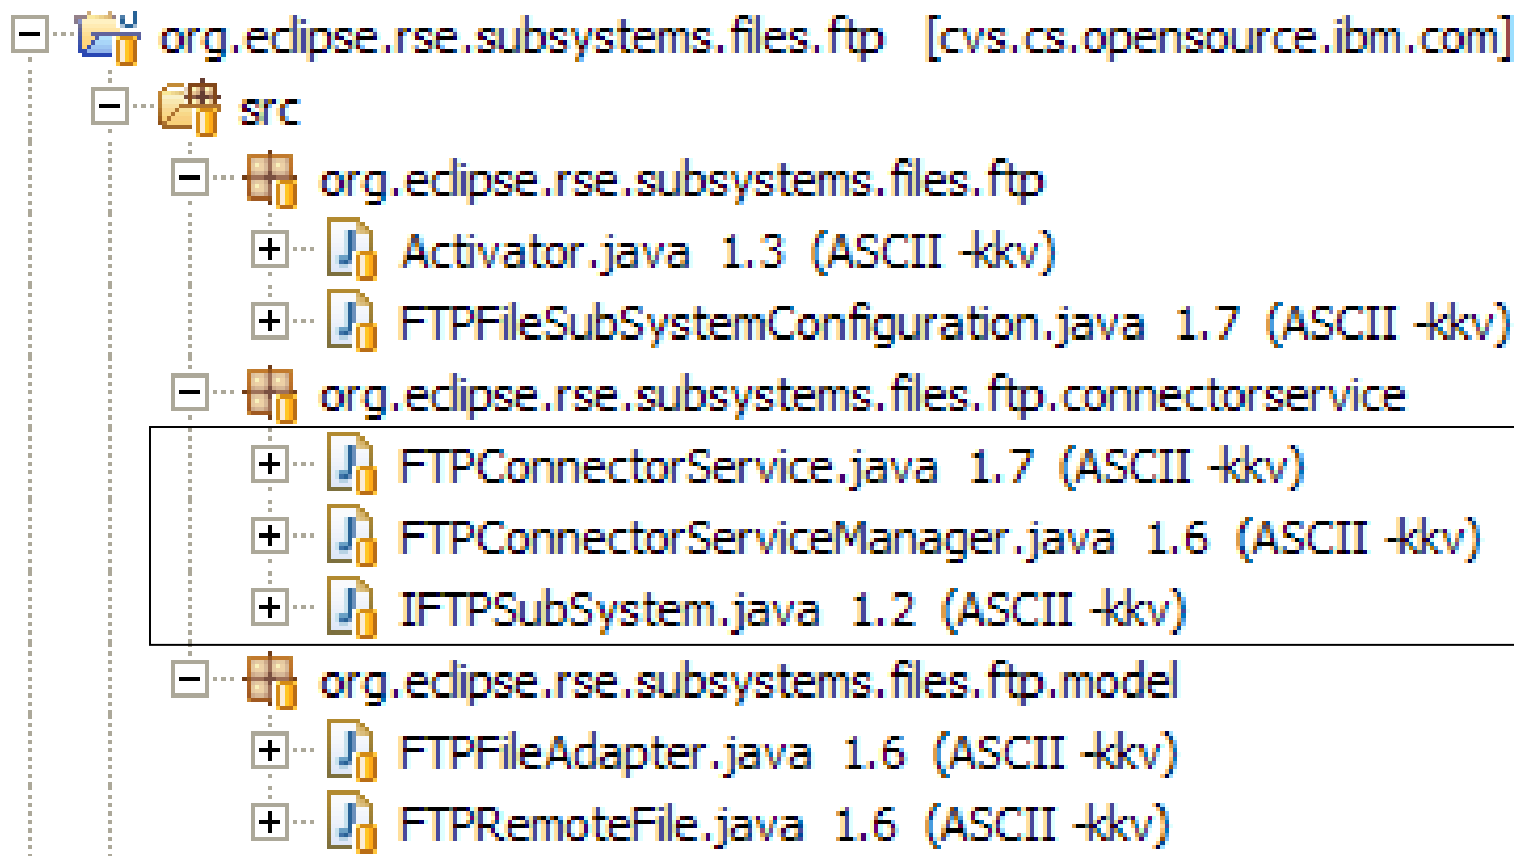 org.eclipse.rse.subsystems.files.ftp [cvs.cs.opensource.ibm.com]
src
org.eclipse.rse.subsystems.files.ftp
Activator.java 1.3 (ASCII -kkv)
FTPFileSubSystemConfiguration.java 1.7 (ASCII -kkv)
org.eclipse.rse.subsystems.files.ftp.connectorservice
FTPConnectorService.java 1.7 (ASCII -kkv)
FTPConnectorServiceManager.java 1.6 (ASCII -kkv)
IFTPSubSystem.java 1.2 (ASCII -kkv)
org.eclipse.rse.subsystems.files.ftp.model
FTPFileAdapter.java 1.6 (ASCII -kkv)
FTPRemoteFile.java 1.6 (ASCII -kkv)